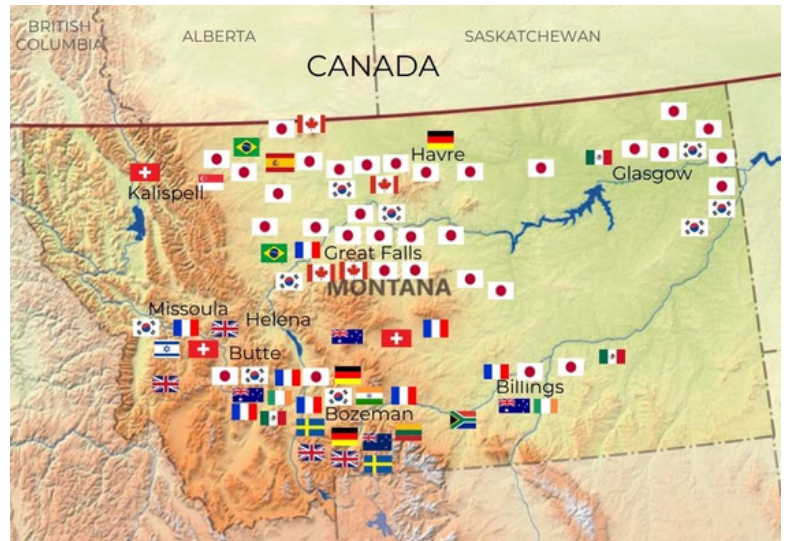 BRITISH
COLUMBIA
ALBERTA
SASKATCHEWAN
CANADA
Havre
Glasgow
Kalispell
Great Falls
MONTANA
Missoula
Helena
Butte
Billings
Bozeman